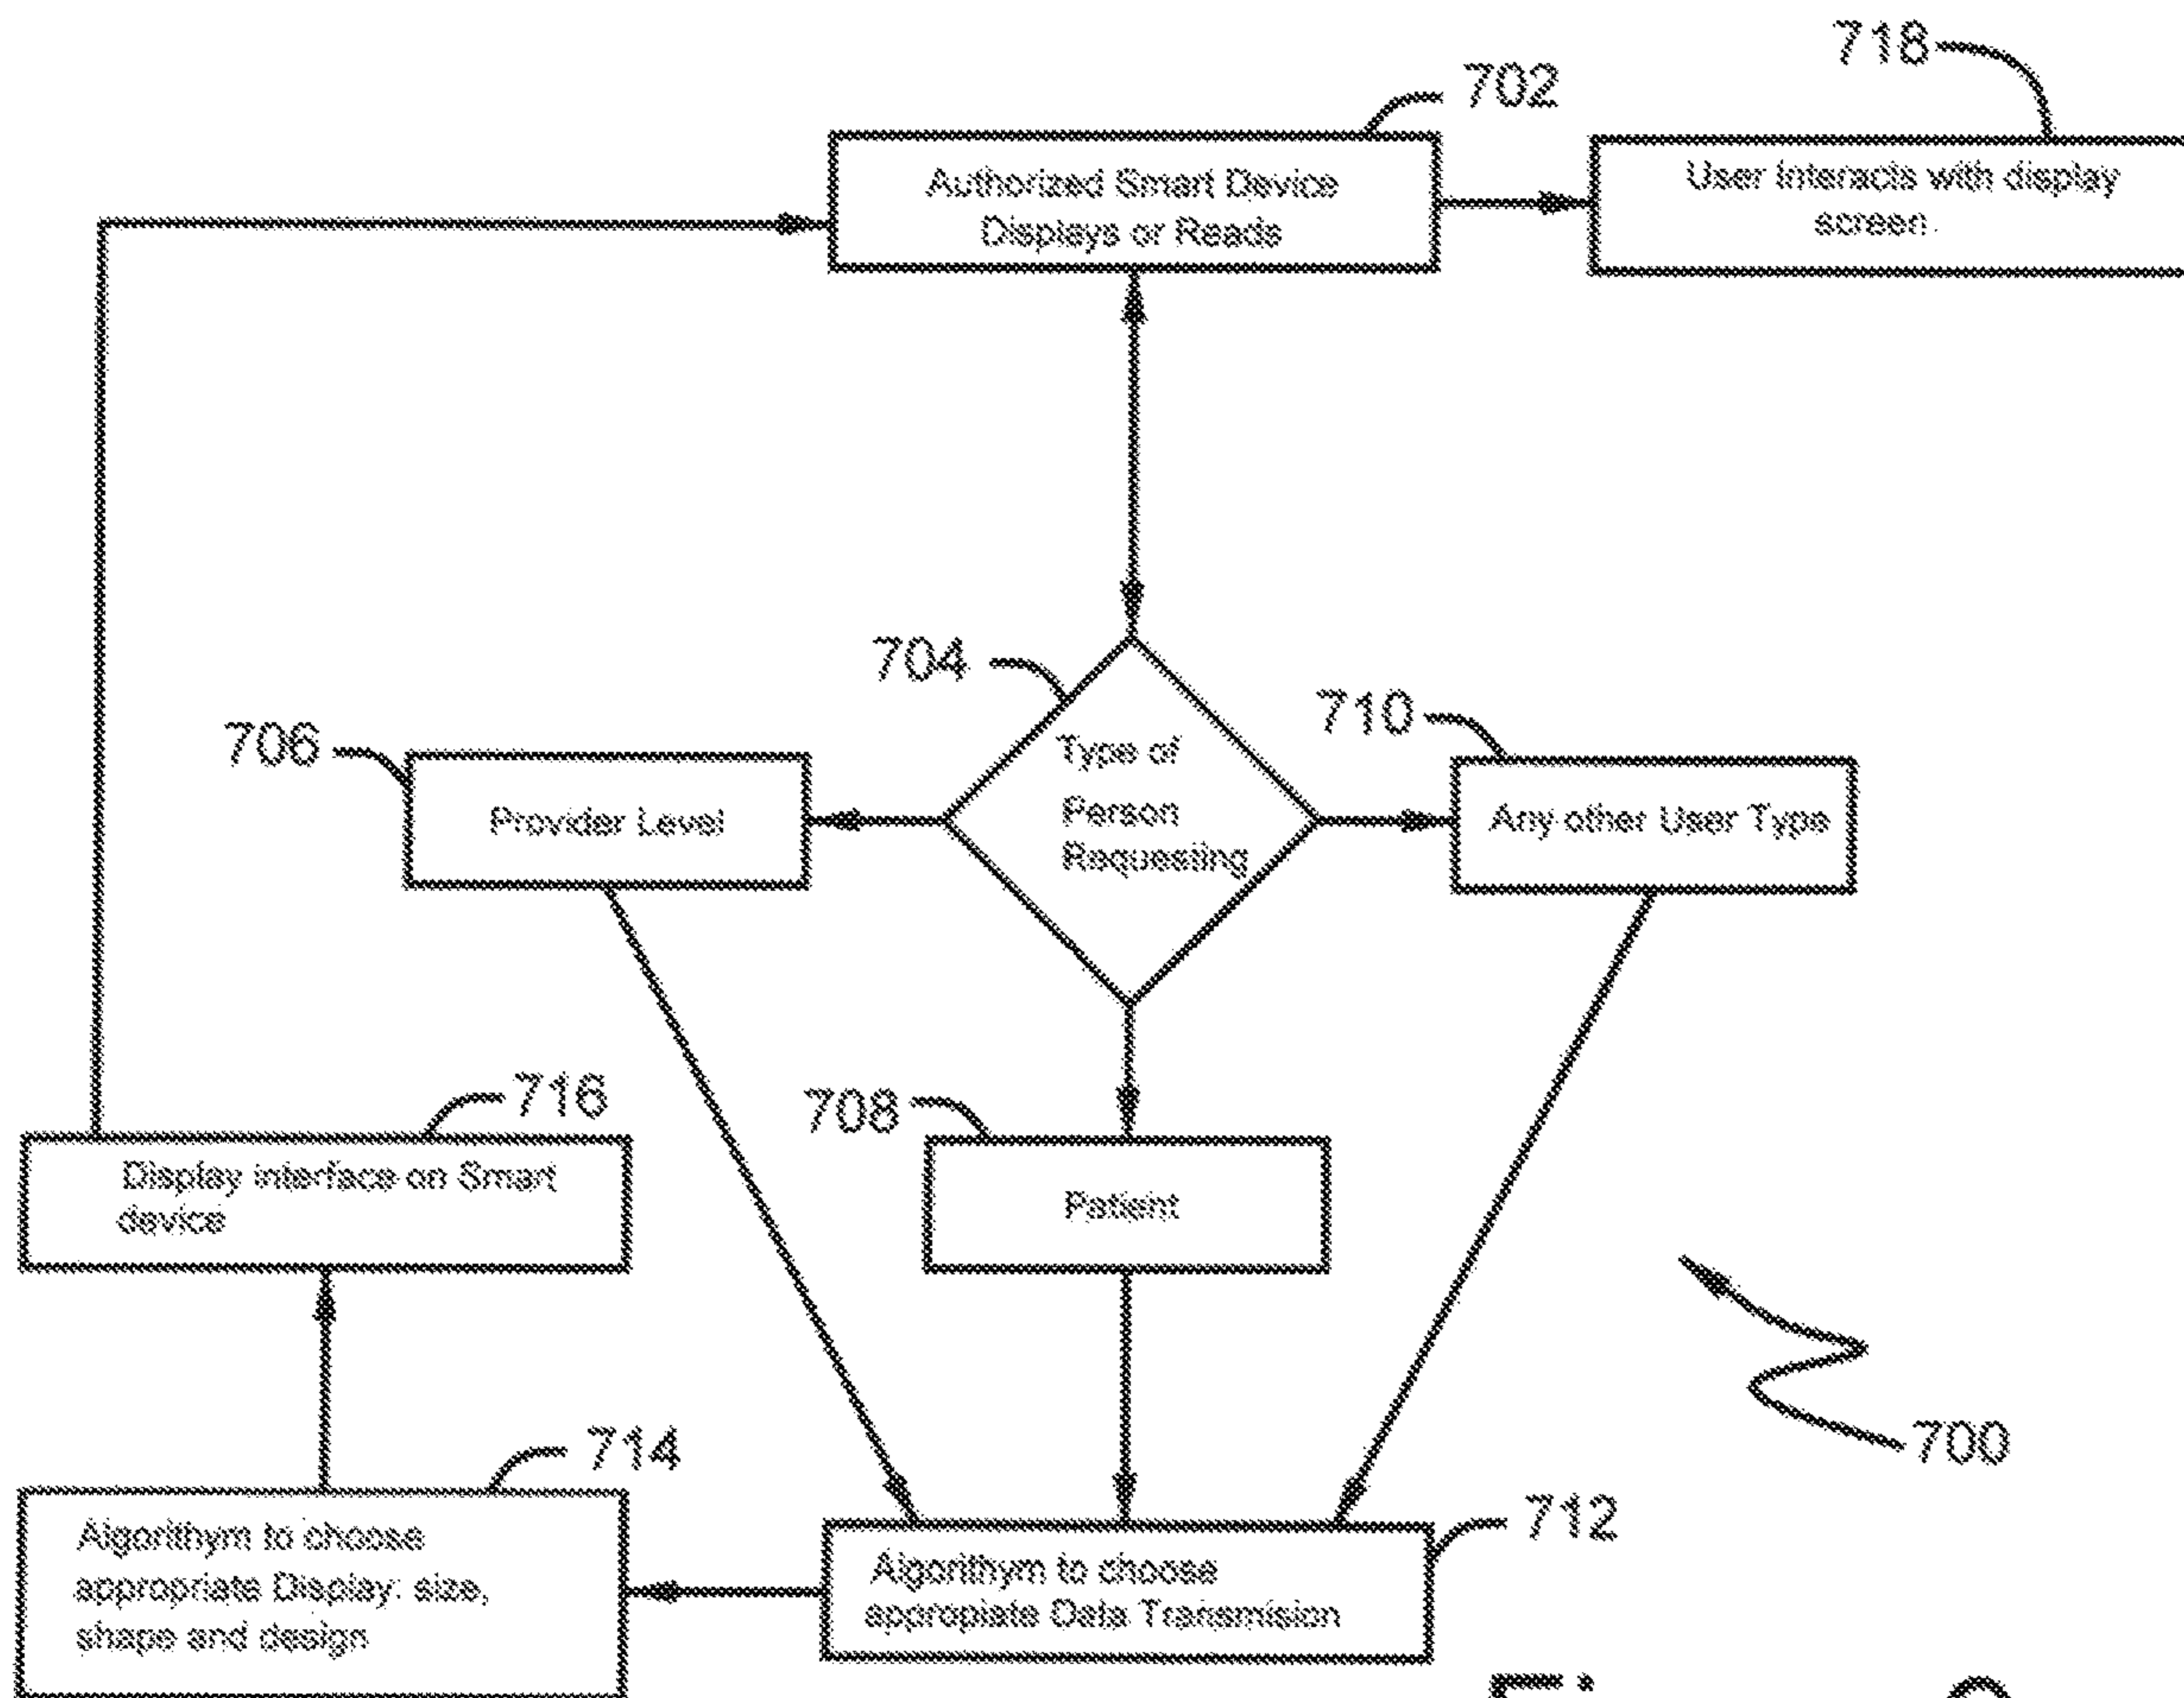 718
702
Authorized Smart Device
Displays or Reads
User Interacts with display
screen.
704
Type of
Person
Requesting
706
Provider Level
710
Any other User Type
716
Display interface on Smart
device
708
Patient
700
714
Algorithym to choose
appropriate Display: size,
shape and design
712
Algorithym to choose
appropiate Data Transmision